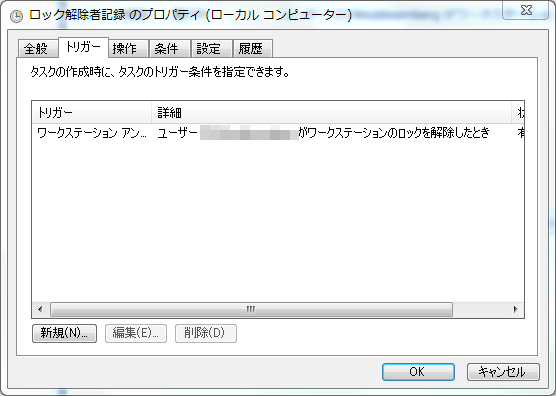 ロック解除者記録 のプロパティ (ローカル コンピューター)
全般 トリガー 操作 条件 設定 履歴
タスクの作成時に、タスクのトリガー条件を指定できます。
トリガー 詳細
ワークステーション アン... ユーザー がワークステーションのロックを解除したとき
新規(N)... 編集(E)... 削除(D)
OK キャンセル